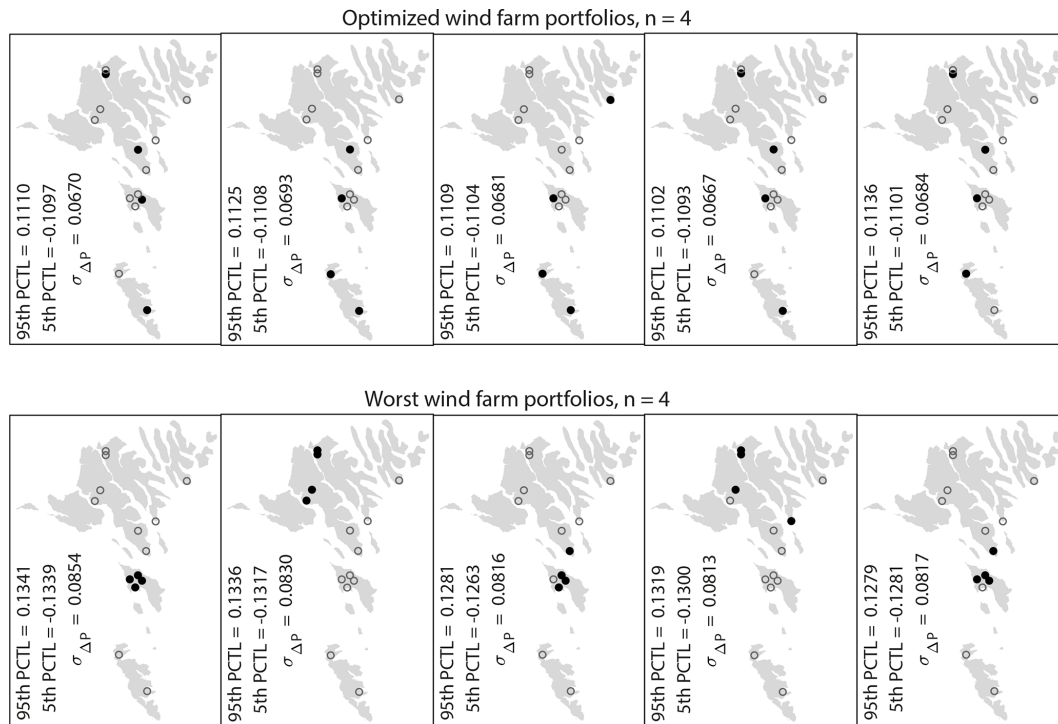 Optimized wind farm portfolios, n = 4
95th PCTL = 0.1110
5th PCTL = -0.1097
σ ΔP = 0.0670
95th PCTL = 0.1125
5th PCTL = -0.1108
σ ΔP = 0.0693
95th PCTL = 0.1109
5th PCTL = -0.1104
σ ΔP = 0.0681
95th PCTL = 0.1102
5th PCTL = -0.1093
σ ΔP = 0.0667
95th PCTL = 0.1136
5th PCTL = -0.1101
σ ΔP = 0.0684
Worst wind farm portfolios, n = 4
95th PCTL = 0.1341
5th PCTL = -0.1339
σ ΔP = 0.0854
95th PCTL = 0.1336
5th PCTL = -0.1317
σ ΔP = 0.0830
95th PCTL = 0.1281
5th PCTL = -0.1263
σ ΔP = 0.0816
95th PCTL = 0.1319
5th PCTL = -0.1300
σ ΔP = 0.0813
95th PCTL = 0.1279
5th PCTL = -0.1281
σ ΔP = 0.0817